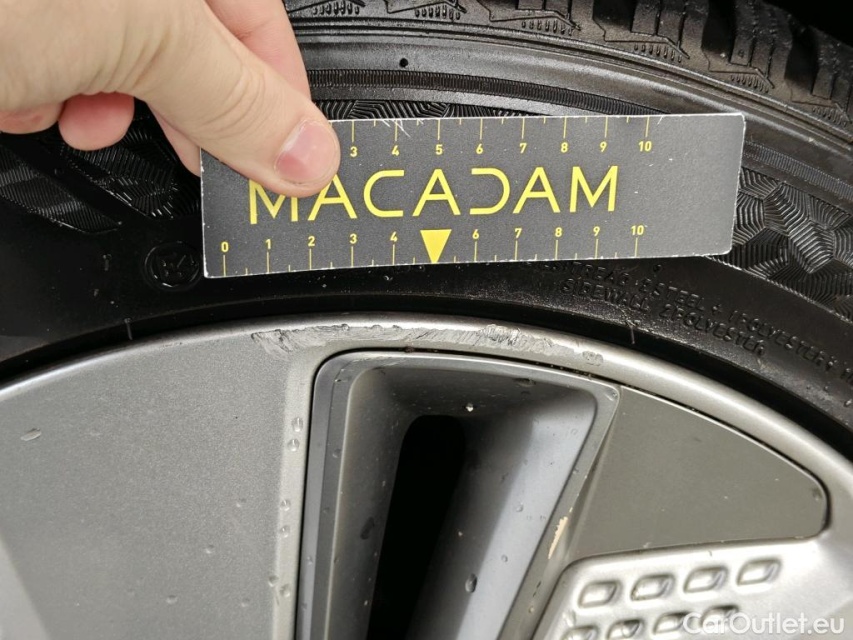 3 4 5 6 7 8 9 10
MACADAM
0 1 2 3 4 6 7 8 9 10
SIDEWALL 2 POLYESTER
CarOutlet.eu